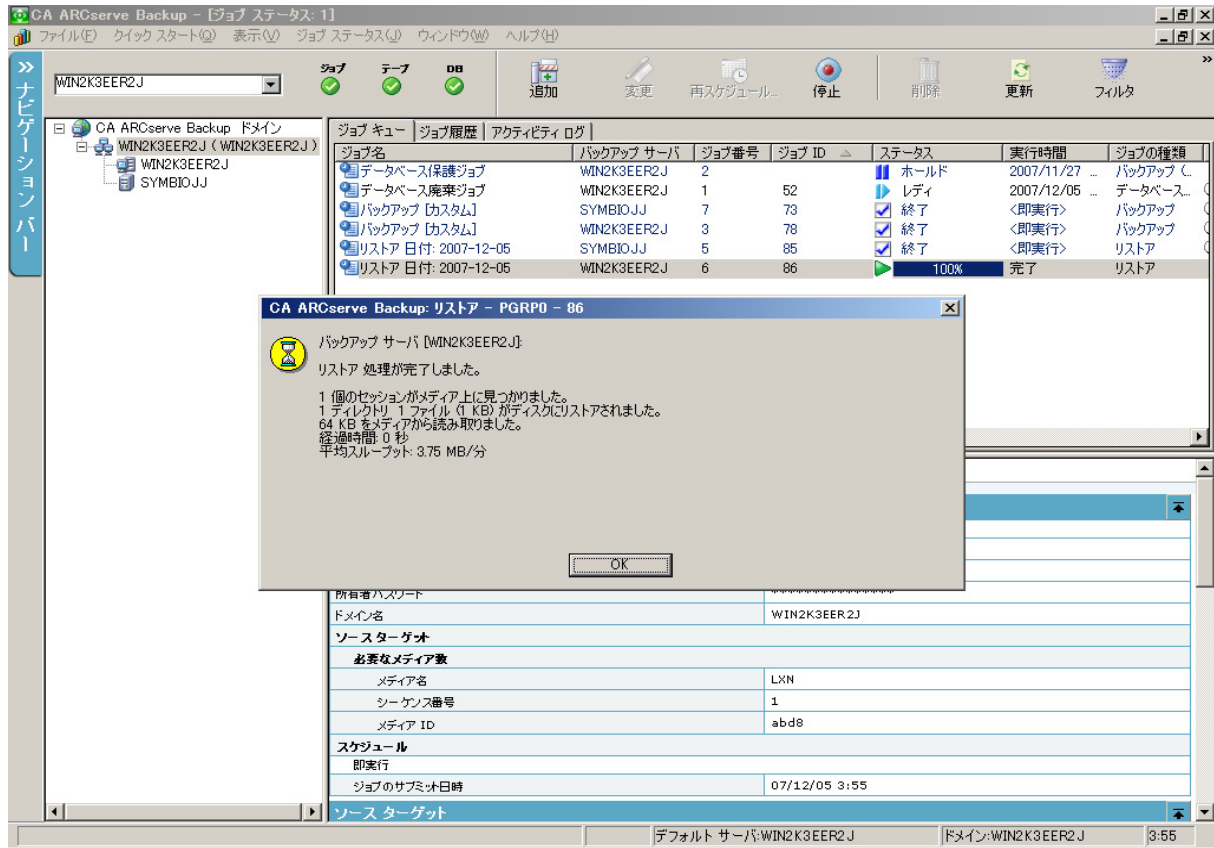 CA ARCserve Backup - [ジョブ ステータス: 1]
ファイル(F) クイック スタート(Q) 表示(V) ジョブ ステータス(J) ウィンドウ(W) ヘルプ(H)
ナビゲーション バー
WIN2K3EER2J
ジョブ テープ DB
追加 変更 再スケジュール... 停止 削除 更新 フィルタ
CA ARCserve Backup ドメイン
WIN2K3EER2J ( WIN2K3EER2J )
WIN2K3EER2J
SYMBIOJJ
ジョブ キュー ジョブ履歴 アクティビティ ログ
ジョブ名 バックアップ サーバ ジョブ番号 ジョブ ID ステータス 実行時間 ジョブの種類
データベース保護ジョブ WIN2K3EER2J 2 ホールド 2007/11/27 ... バックアップ (...
データベース廃棄ジョブ WIN2K3EER2J 1 52 レディ 2007/12/05 ... データベース...
バックアップ [カスタム] SYMBIOJJ 7 73 終了 <即実行> バックアップ
バックアップ [カスタム] WIN2K3EER2J 3 78 終了 <即実行> バックアップ
リストア 日付: 2007-12-05 SYMBIOJJ 5 85 終了 <即実行> リストア
リストア 日付: 2007-12-05 WIN2K3EER2J 6 86 100% 完了 リストア
CA ARCserve Backup: リストア - PGRP0 - 86
バックアップ サーバ [WIN2K3EER2J]:
リストア 処理が完了しました。
1 個のセッションがメディア上に見つかりました。
1 ディレクトリ 1 ファイル (1 KB) がディスクにリストアされました。
64 KB をメディアから読み取りました。
経過時間: 0 秒
平均スループット: 3.75 MB/分
OK
所有者パスワード ****************
ドメイン名 WIN2K3EER2J
ソース ターゲット
必要なメディア数
メディア名 LXN
シーケンス番号 1
メディア ID abd8
スケジュール
即実行
ジョブのサブミット日時 07/12/05 3:55
ソース ターゲット
デフォルト サーバ:WIN2K3EER2J ドメイン:WIN2K3EER2J 3:55